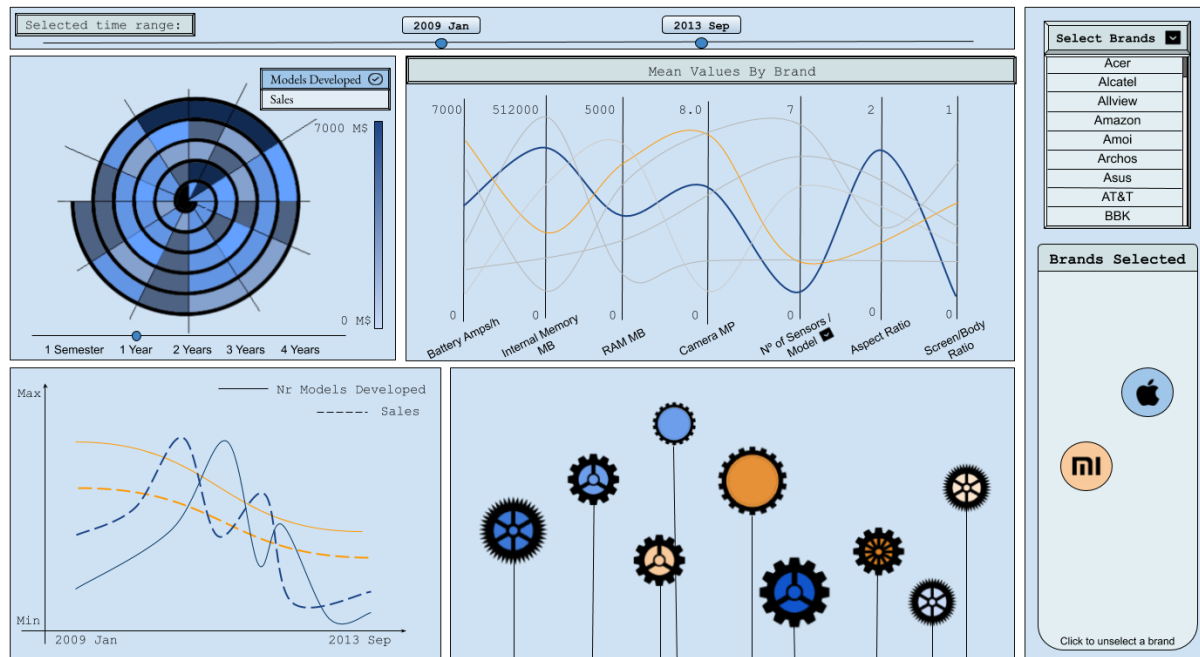 Selected time range:
2009 Jan
2013 Sep
Models Developed
Sales
7000 M$
0 M$
1 Semester
1 Year
2 Years
3 Years
4 Years
Mean Values By Brand
7000
512000
5000
8.0
7
2
1
0
0
0
0
0
0
0
Battery Amps/h
Internal Memory
MB
RAM MB
Camera MP
Nº of Sensors /
Model
Aspect Ratio
Screen/Body
Ratio
Select Brands
Acer
Alcatel
Allview
Amazon
Amoi
Archos
Asus
AT&T
BBK
Brands Selected
MI
Click to unselect a brand
Max
Nr Models Developed
Sales
Min
2009 Jan
2013 Sep